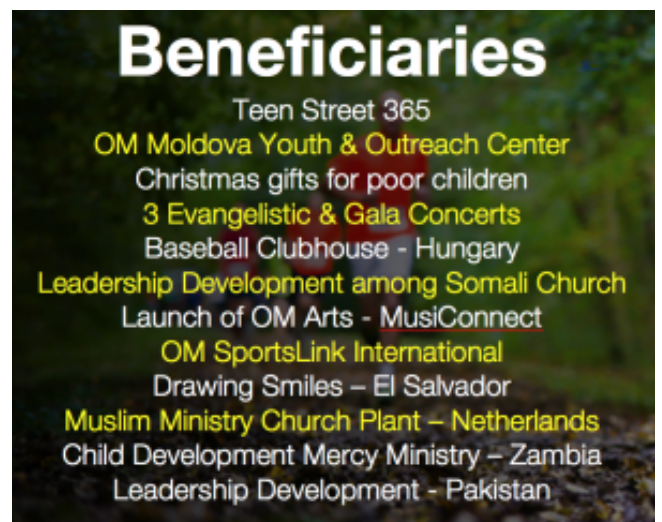 Beneficiaries
Teen Street 365
OM Moldova Youth & Outreach Center
Christmas gifts for poor children
3 Evangelistic & Gala Concerts
Baseball Clubhouse - Hungary
Leadership Development among Somali Church
Launch of OM Arts - MusiConnect
OM SportsLink International
Drawing Smiles – El Salvador
Muslim Ministry Church Plant – Netherlands
Child Development Mercy Ministry – Zambia
Leadership Development - Pakistan